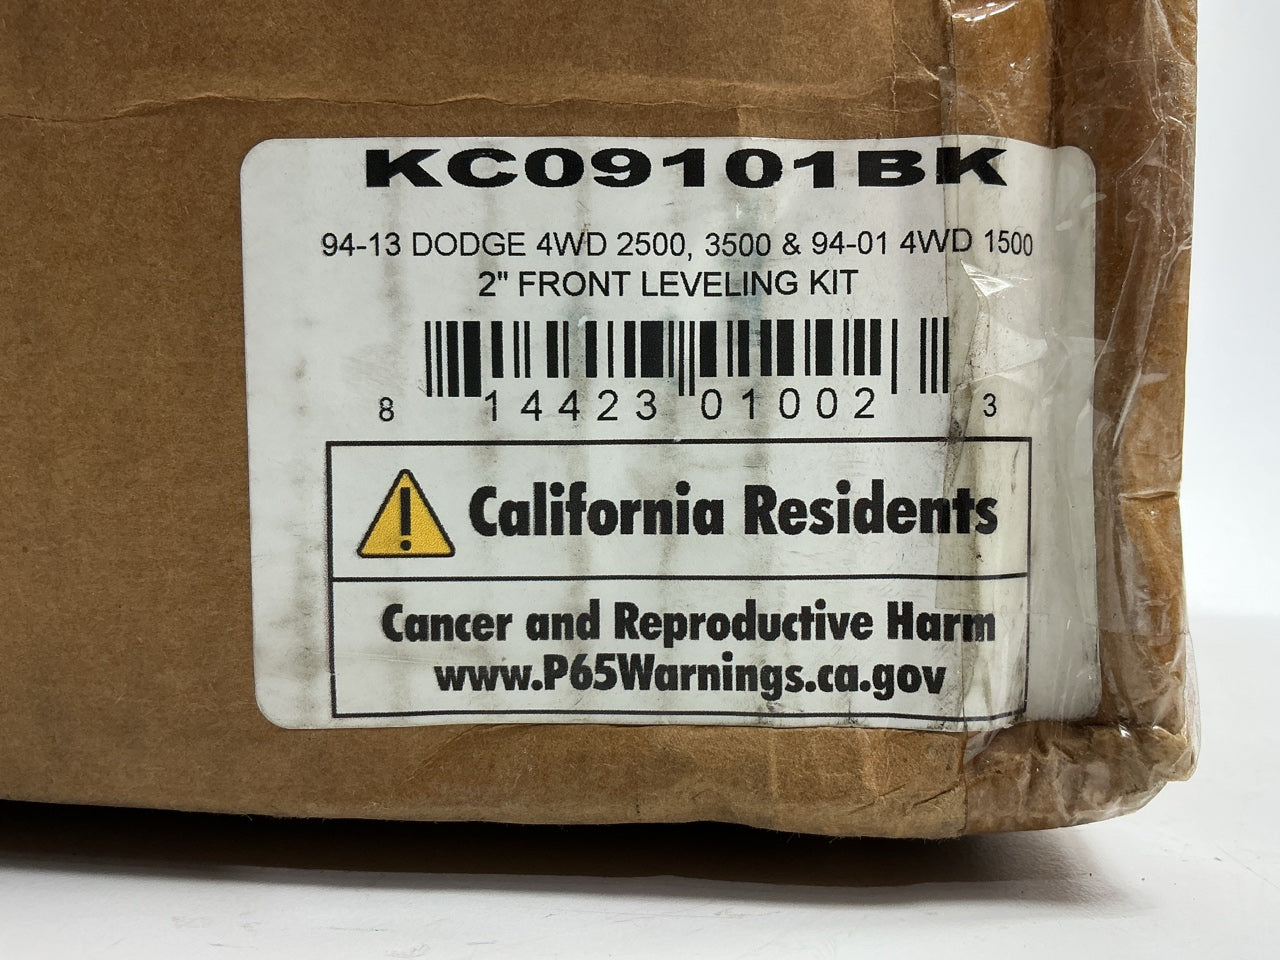 KC09101BK
94-13 DODGE 4WD 2500, 3500 & 94-01 4WD 1500
2" FRONT LEVELING KIT
8 14423 01002 3
California Residents
Cancer and Reproductive Harm
www.P65Warnings.ca.gov